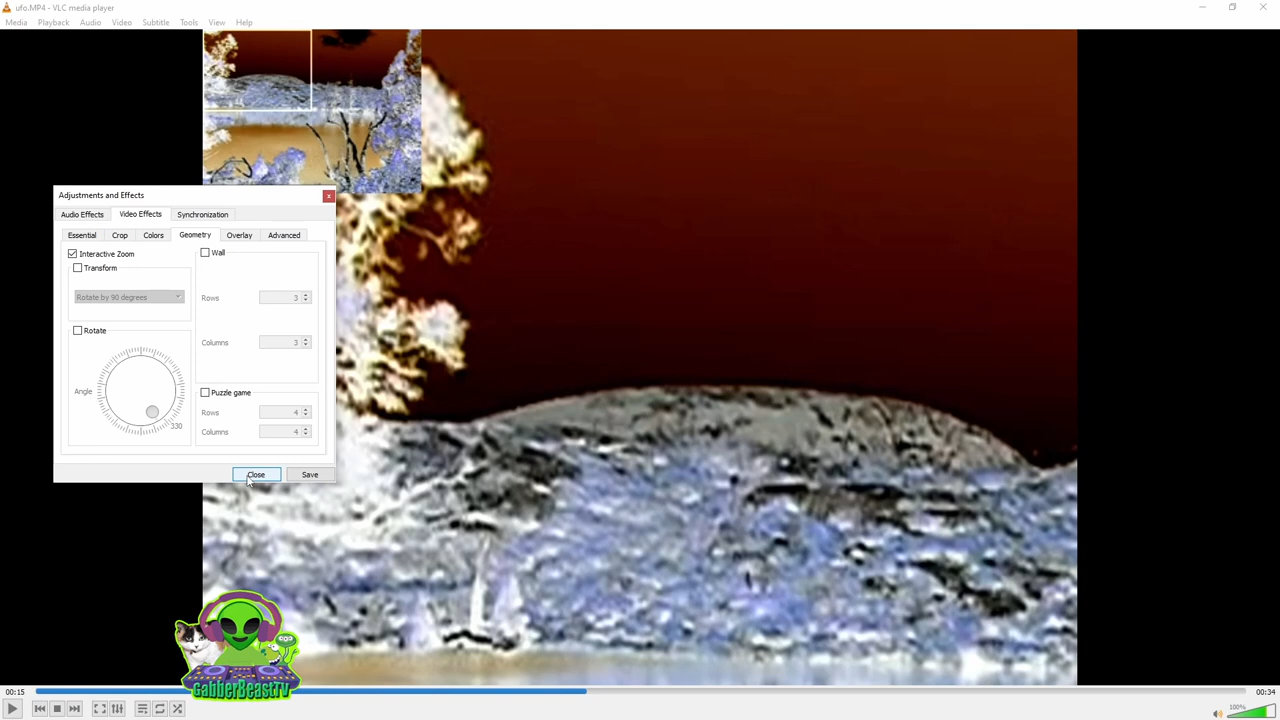 ufo.MP4 - VLC media player
Media Playback Audio Video Subtitle Tools View Help
Adjustments and Effects
Audio Effects Video Effects Synchronization
Essential Crop Colors Geometry Overlay Advanced
Interactive Zoom
Transform
Rotate by 90 degrees
Rotate
Angle
330
Wall
Rows 3
Columns 3
Puzzle game
Rows 4
Columns 4
Close Save
GabberBeastTV
00:15 00:34
100%